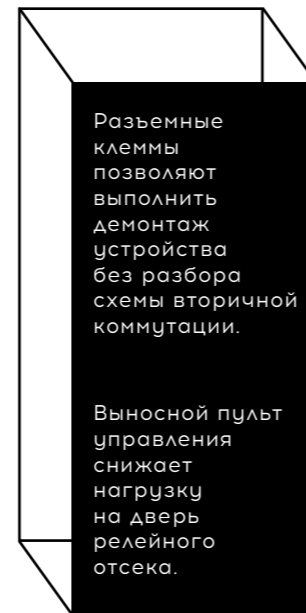 Разъемные
клеммы
позволяют
выполнить
демонтаж
устройства
без разбора
схемы вторичной
коммутации.
Выносной пульт
управления
снижает
нагрузку
на дверь
релейного
отсека.